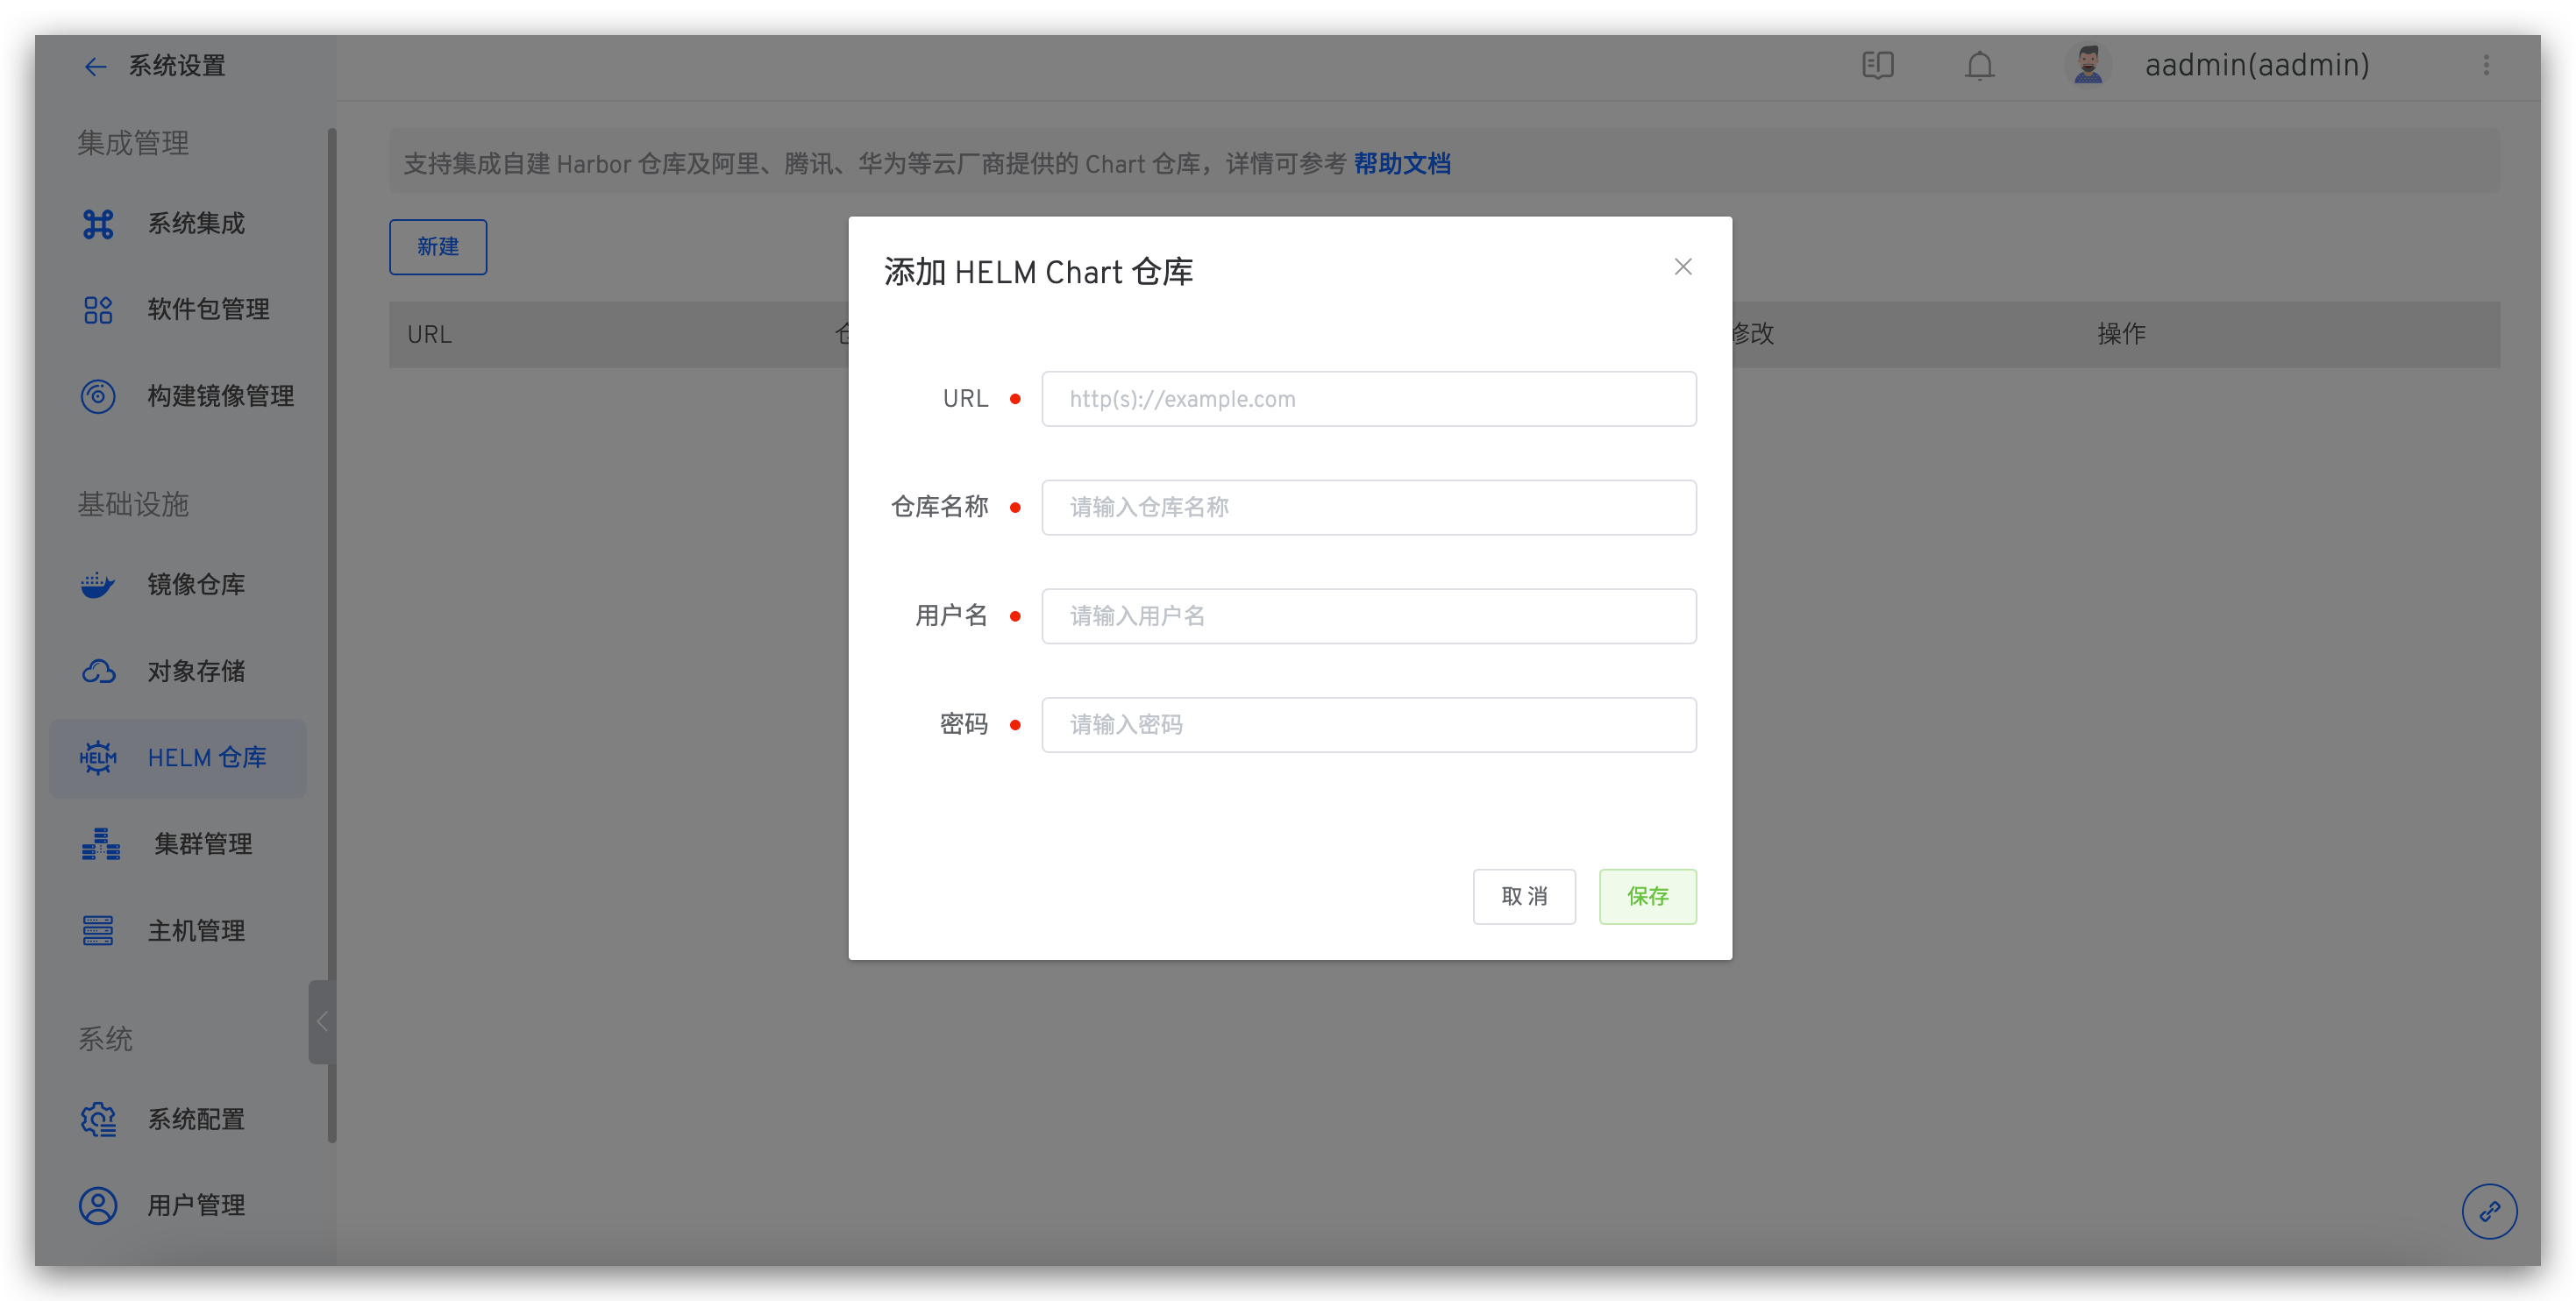 系统设置
aadmin(aadmin)
集成管理
系统集成
软件包管理
构建镜像管理
基础设施
镜像仓库
对象存储
HELM
HELM 仓库
集群管理
主机管理
系统
系统配置
用户管理
支持集成自建 Harbor 仓库及阿里、腾讯、华为等云厂商提供的 Chart 仓库，详情可参考 帮助文档
新建
URL
修改
操作
添加 HELM Chart 仓库
URL
http(s)://example.com
仓库名称
请输入仓库名称
用户名
请输入用户名
密码
请输入密码
取 消
保存